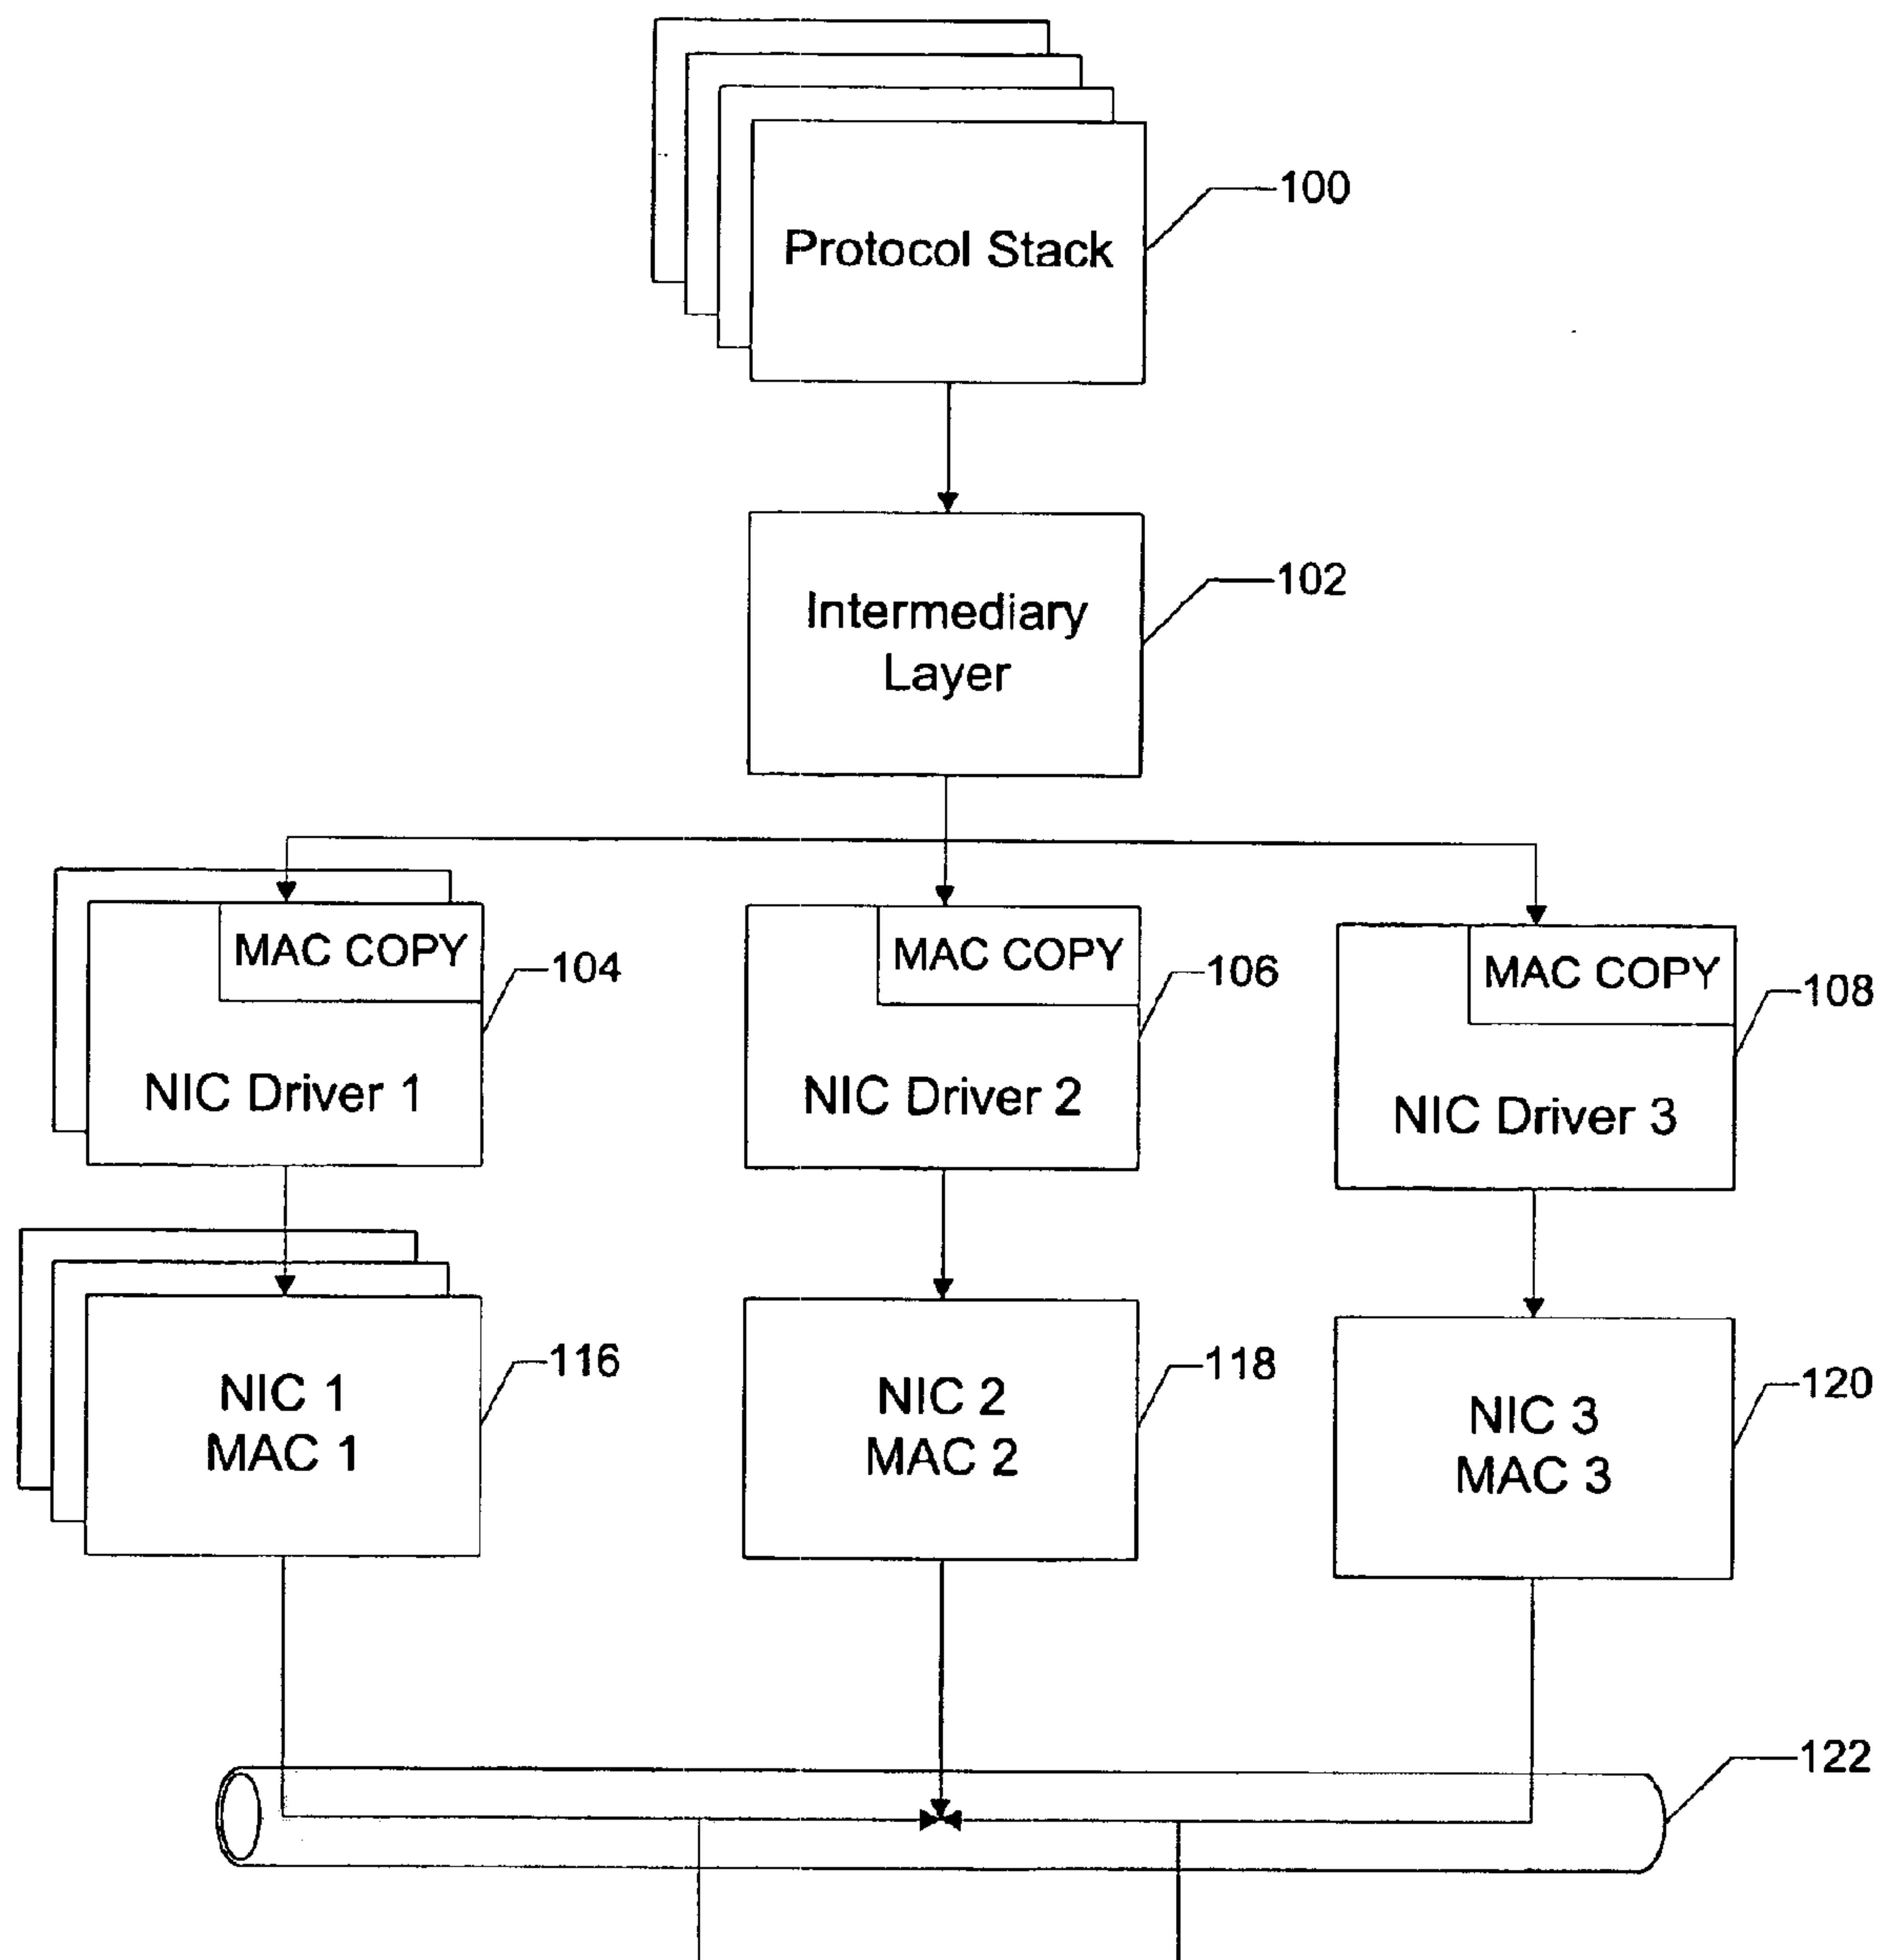 Protocol Stack
100
Intermediary
Layer
102
MAC COPY
104
NIC Driver 1
MAC COPY
106
NIC Driver 2
MAC COPY
108
NIC Driver 3
NIC 1
MAC 1
116
NIC 2
MAC 2
118
NIC 3
MAC 3
120
122